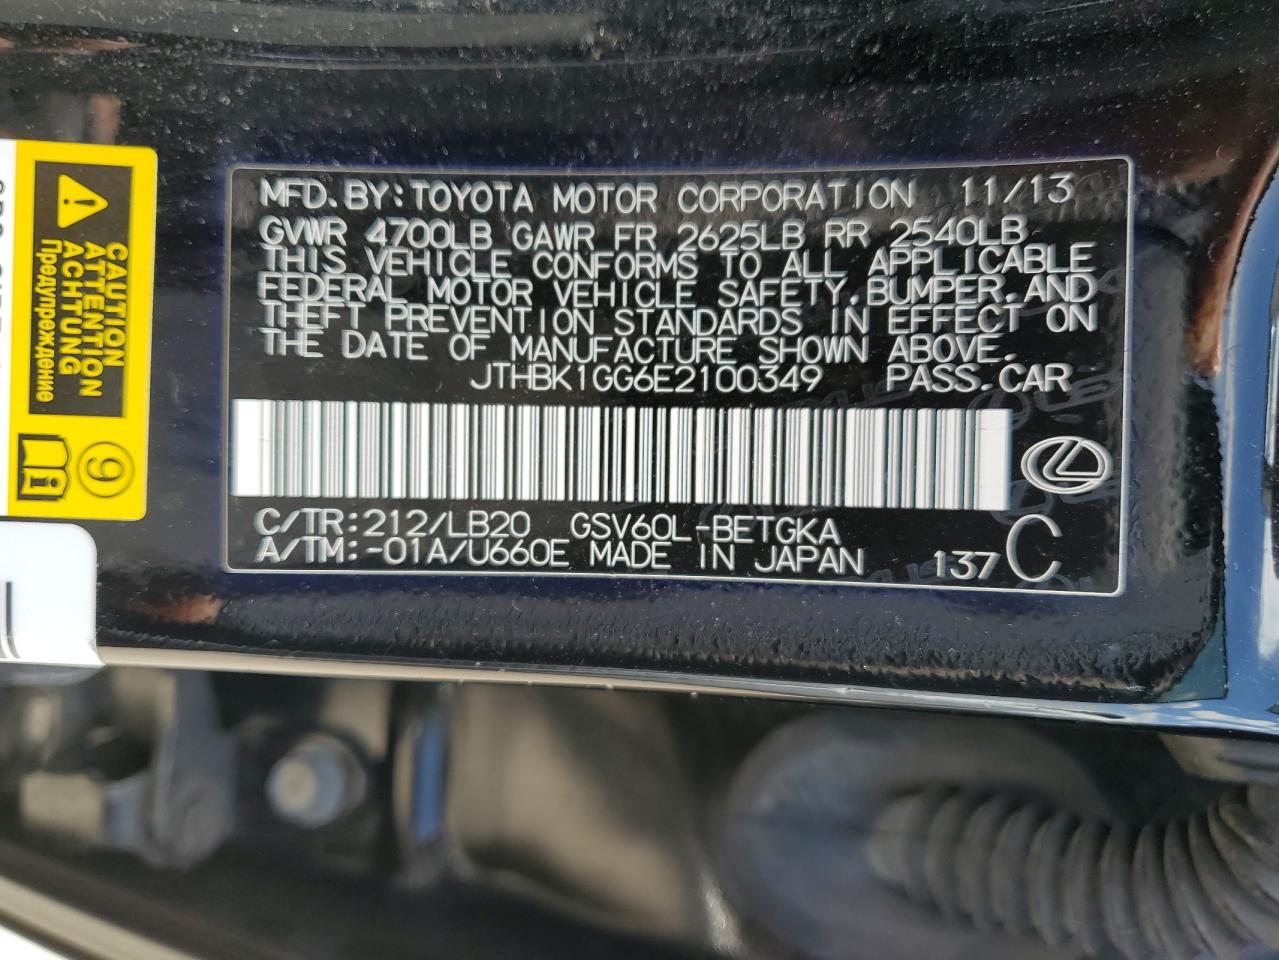 MFD. BY: TOYOTA MOTOR CORPORATION 11/13
GVWR 4700LB GAWR FR 2625LB RR 2540LB
THIS VEHICLE CONFORMS TO ALL APPLICABLE
FEDERAL MOTOR VEHICLE SAFETY, BUMPER, AND
THEFT PREVENTION STANDARDS IN EFFECT ON
THE DATE OF MANUFACTURE SHOWN ABOVE.
JTHBK1GG6E2100349 PASS. CAR
C/TR: 212/LB20 GSV60L-BETGKA
A/TM: -01A/U660E MADE IN JAPAN 137 C
CAUTION
ATTENTION
ACHTUNG
Предупреждение
9
i